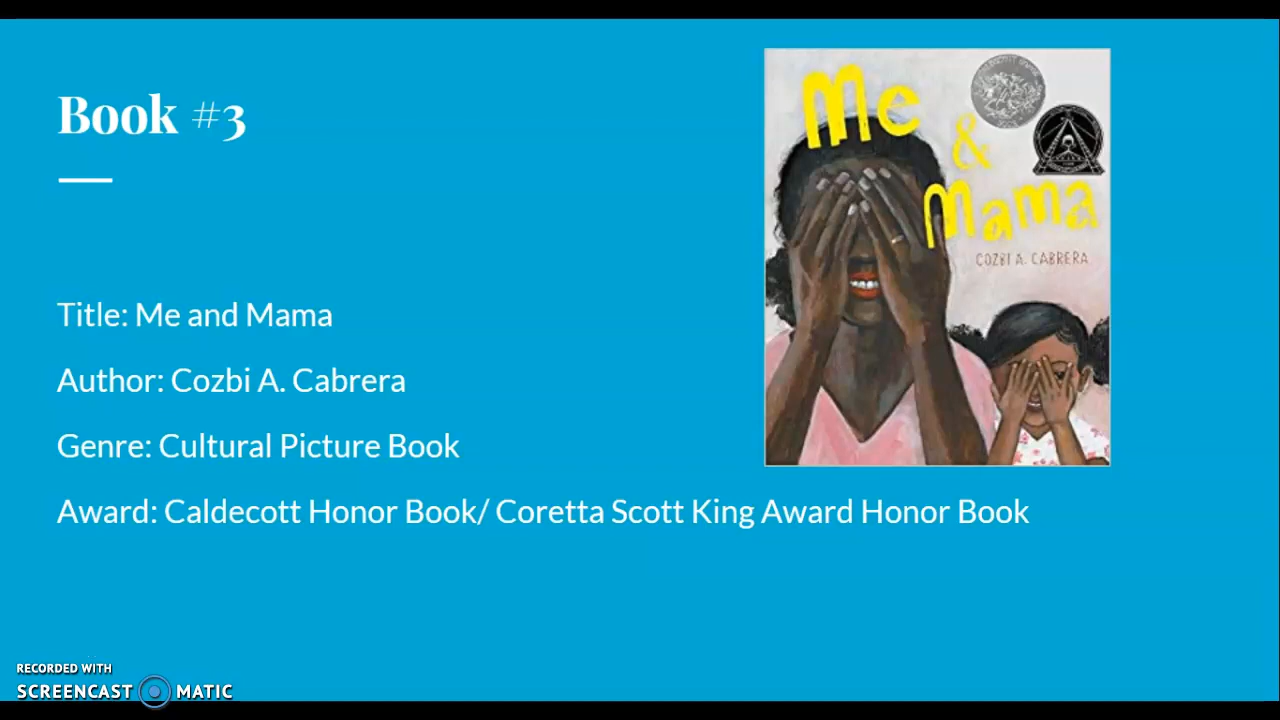 Book #3
Me
&
Mama
COZBI A. CABRERA
Title: Me and Mama
Author: Cozbi A. Cabrera
Genre: Cultural Picture Book
Award: Caldecott Honor Book/ Coretta Scott King Award Honor Book
RECORDED WITH
SCREENCAST MATIC